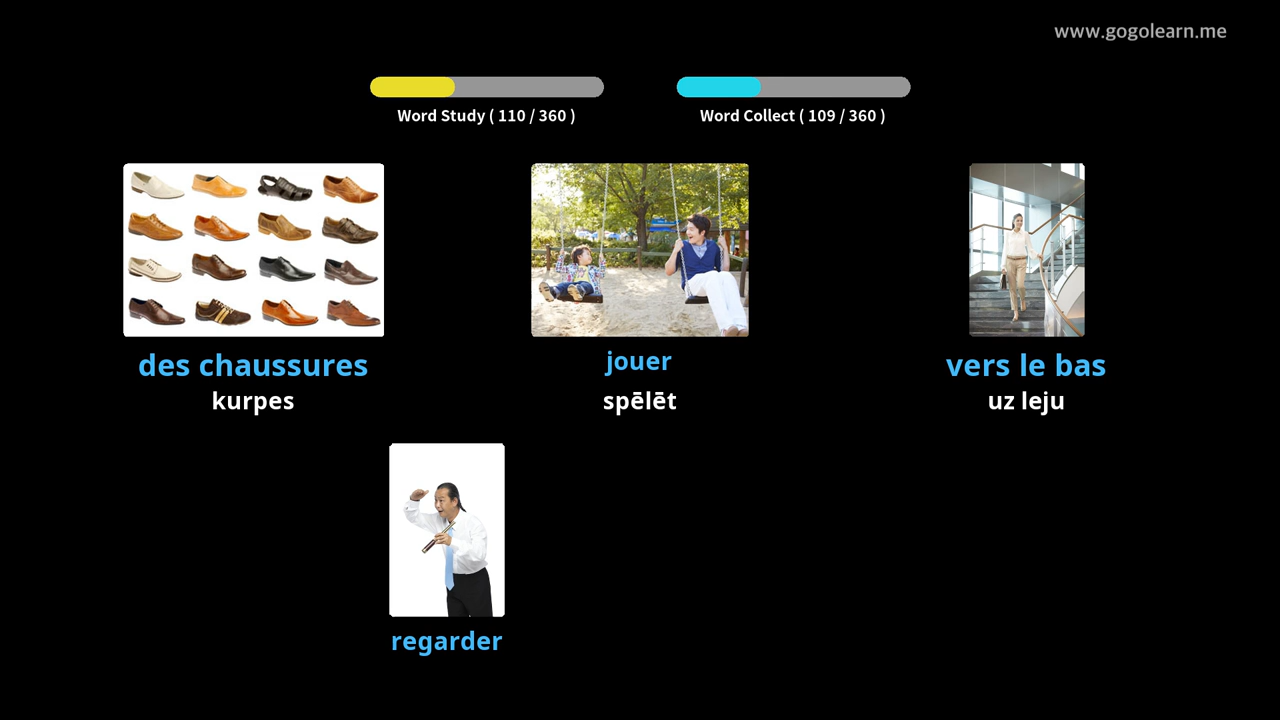 www.gogolearn.me
Word Study ( 110 / 360 )
Word Collect ( 109 / 360 )
des chaussures
kurpes
jouer
spēlēt
vers le bas
uz leju
regarder